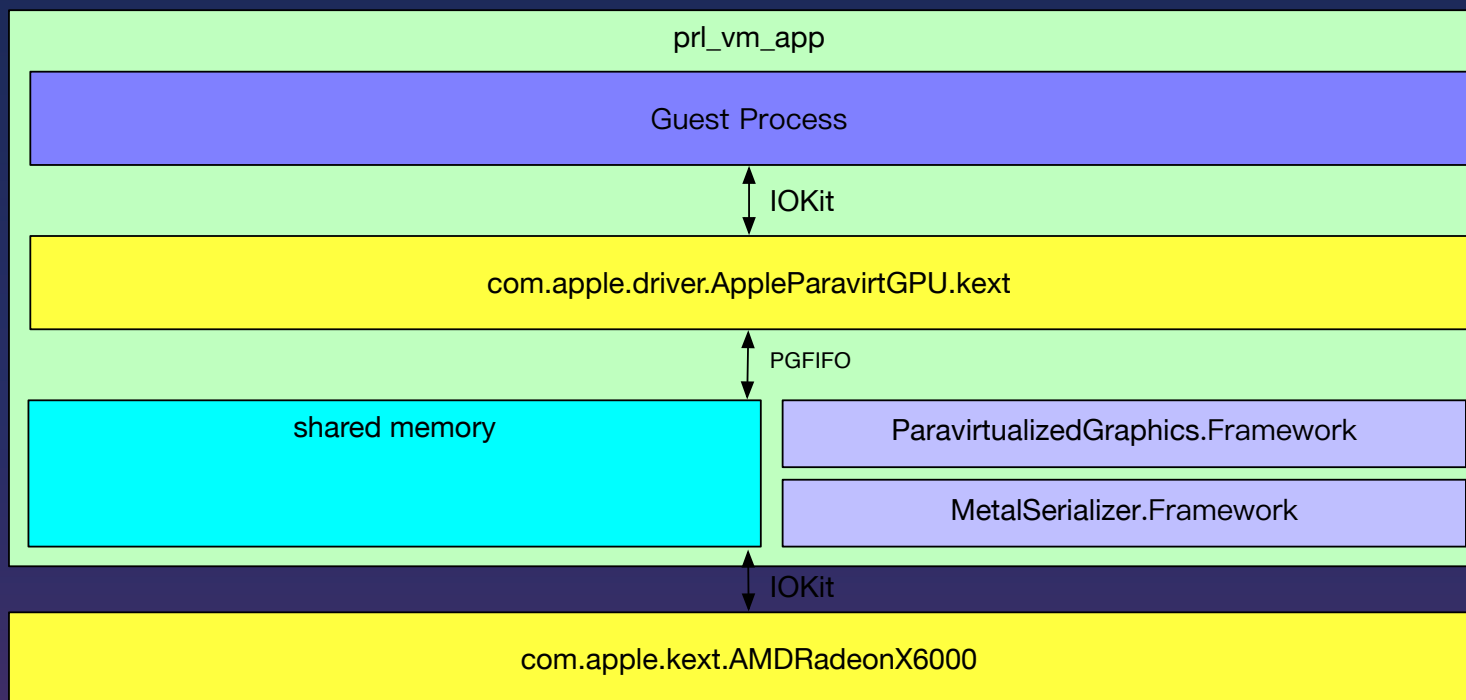 prl_vm_app
Guest Process
IOKit
com.apple.driver.AppleParavirtGPU.kext
PGFIFO
shared memory
ParavirtualizedGraphics.Framework
MetalSerializer.Framework
IOKit
com.apple.kext.AMDRadeonX6000